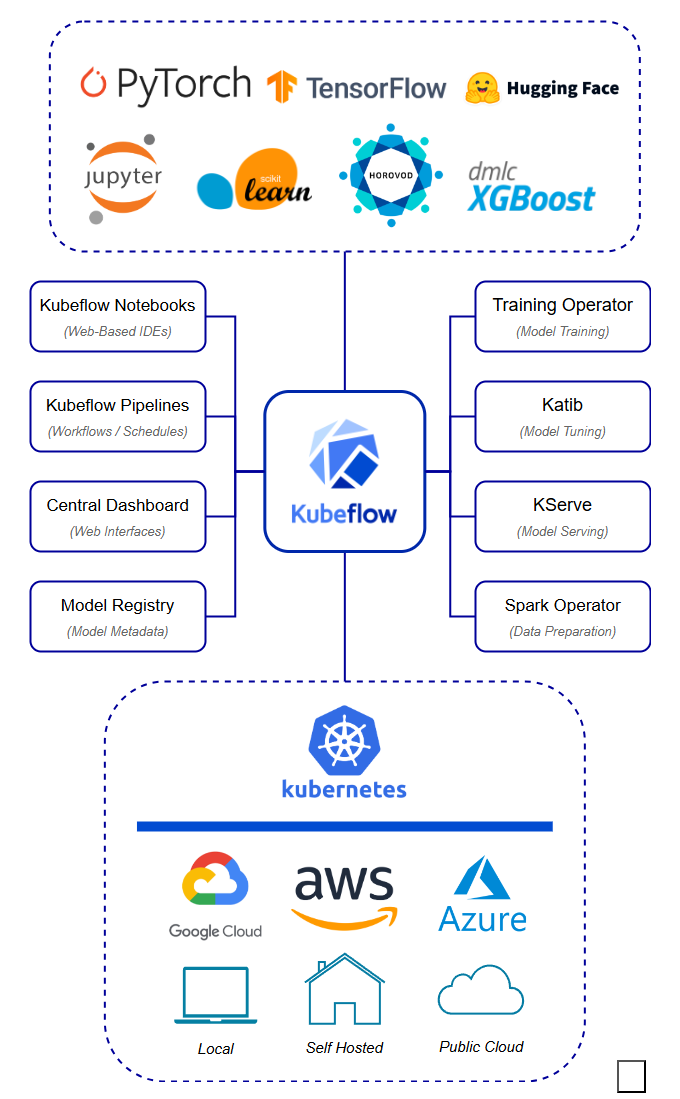 PyTorch
TensorFlow
Hugging Face
jupyter
scikit
learn
HOROVOD
dmlc
XGBoost
Kubeflow Notebooks
(Web-Based IDEs)
Kubeflow Pipelines
(Workflows / Schedules)
Central Dashboard
(Web Interfaces)
Model Registry
(Model Metadata)
Kubeflow
Training Operator
(Model Training)
Katib
(Model Tuning)
KServe
(Model Serving)
Spark Operator
(Data Preparation)
kubernetes
Google Cloud
aws
Azure
Local
Self Hosted
Public Cloud